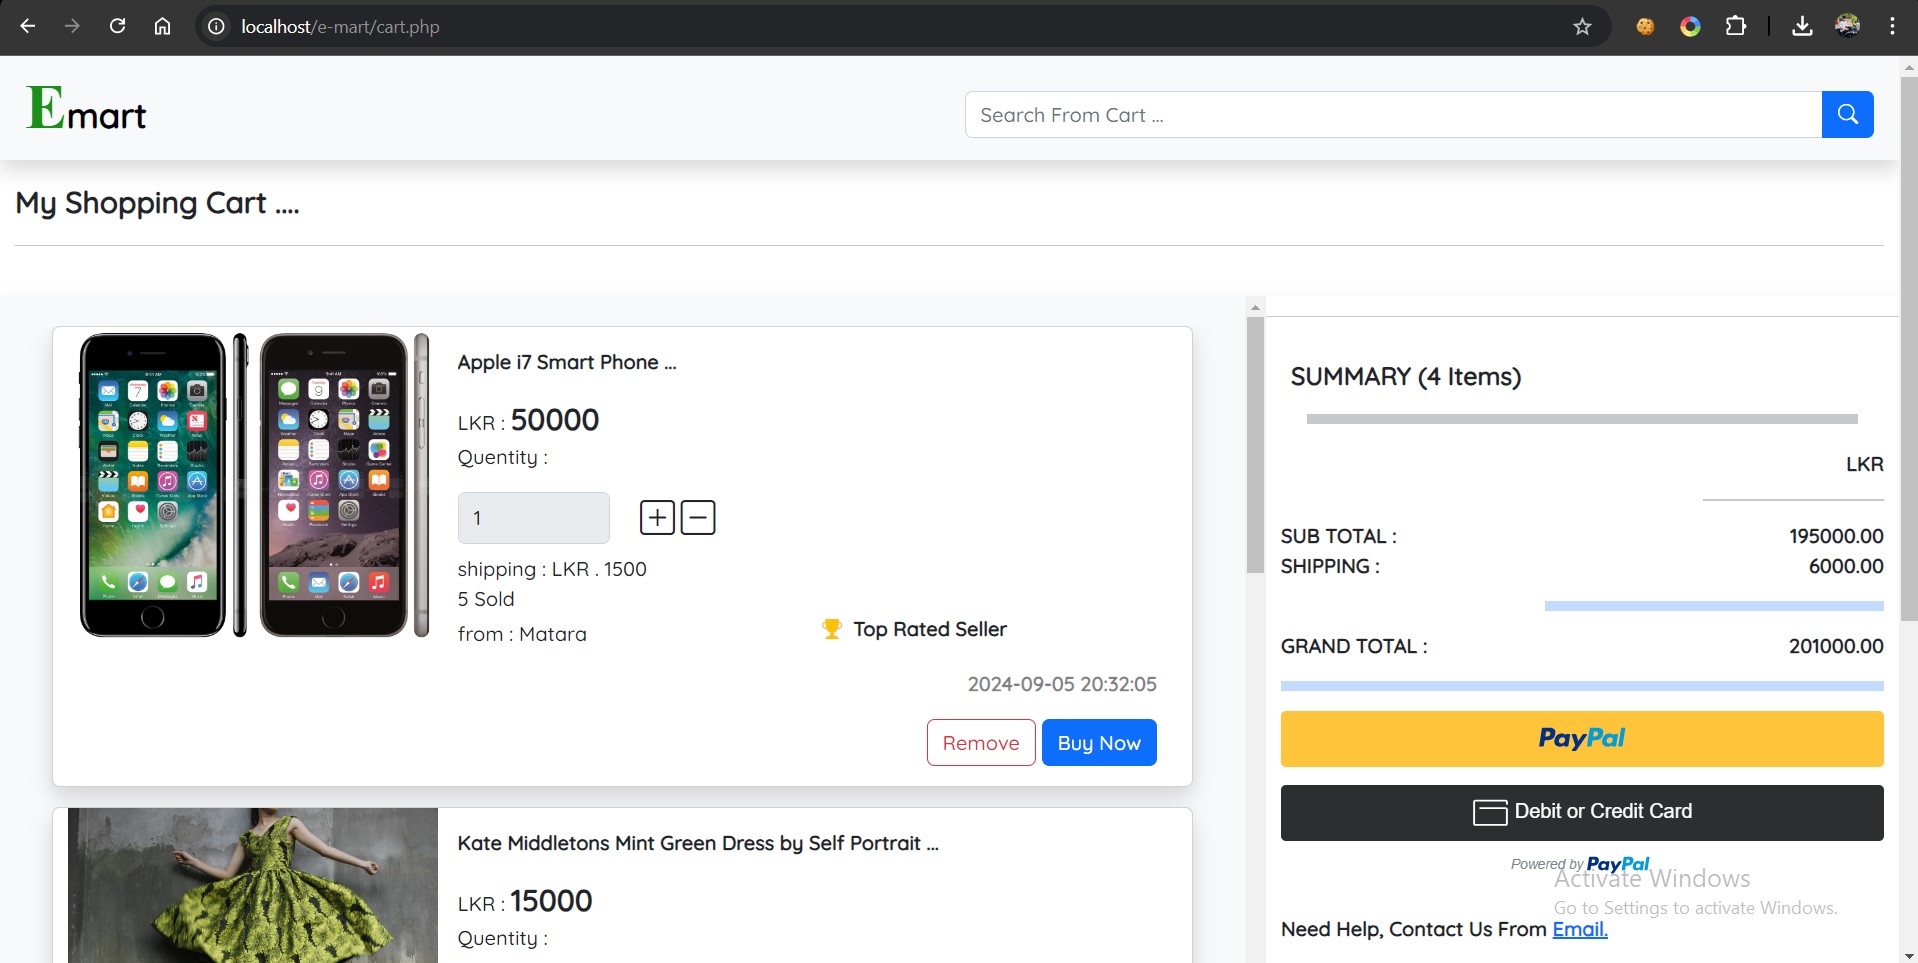 localhost/e-mart/cart.php
Emart
Search From Cart ...
My Shopping Cart ....
Apple i7 Smart Phone ...
LKR : 50000
Quentity :
1
shipping : LKR . 1500
5 Sold
from : Matara
Top Rated Seller
2024-09-05 20:32:05
Remove
Buy Now
Kate Middletons Mint Green Dress by Self Portrait ...
LKR : 15000
Quentity :
SUMMARY (4 Items)
LKR
SUB TOTAL : 195000.00
SHIPPING : 6000.00
GRAND TOTAL : 201000.00
PayPal
Debit or Credit Card
Powered by PayPal
Activate Windows
Go to Settings to activate Windows.
Need Help, Contact Us From Email.